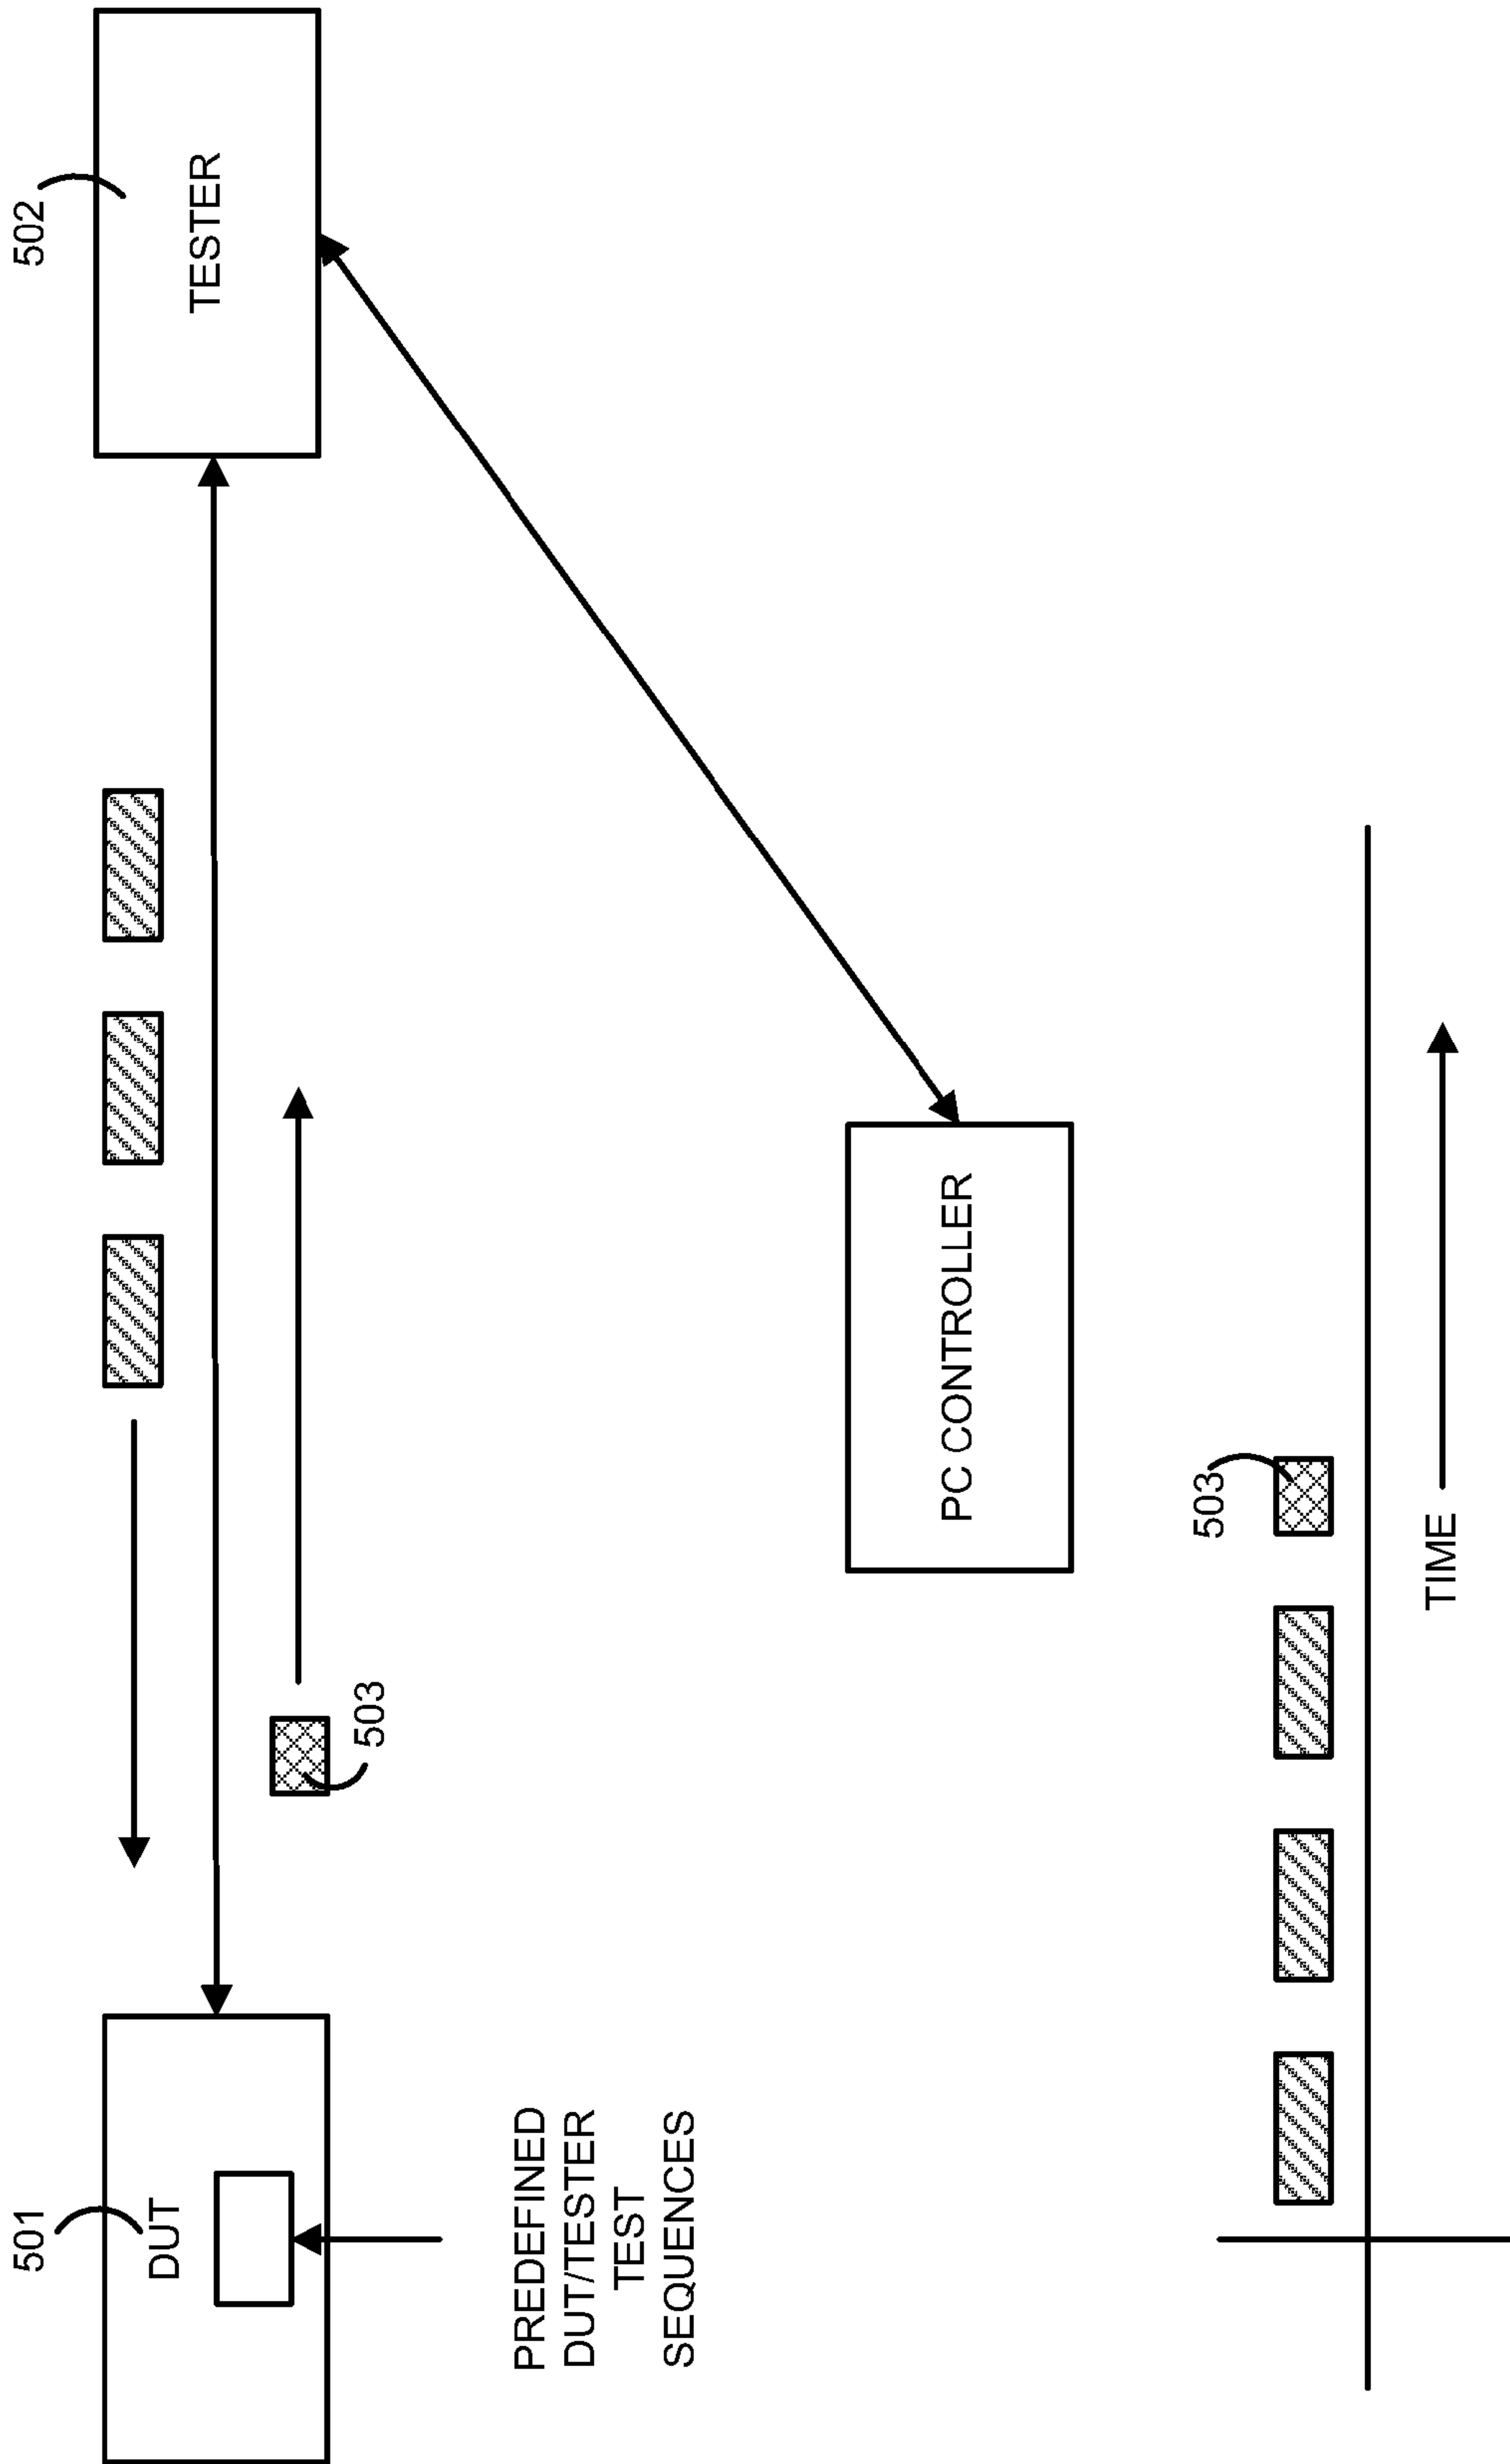 501
DUT
502
TESTER
503
PREDEFINED
DUT/TESTER
TEST
SEQUENCES
PC CONTROLLER
503
TIME